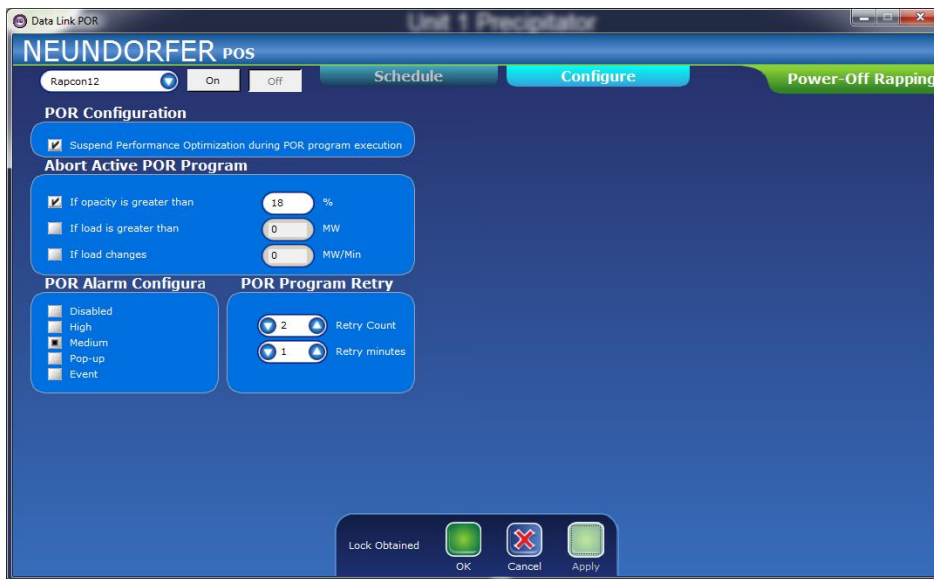 Data Link POR
Unit 1 Precipitator
NEUNDORFER POS
Rapcon12 On Off Schedule Configure Power-Off Rapping
POR Configuration
Suspend Performance Optimization during POR program execution
Abort Active POR Program
If opacity is greater than 18 %
If load is greater than 0 MW
If load changes 0 MW/Min
POR Alarm Configura POR Program Retry
Disabled
High
Medium
Pop-up
Event
2 Retry Count
1 Retry minutes
Lock Obtained
OK Cancel Apply